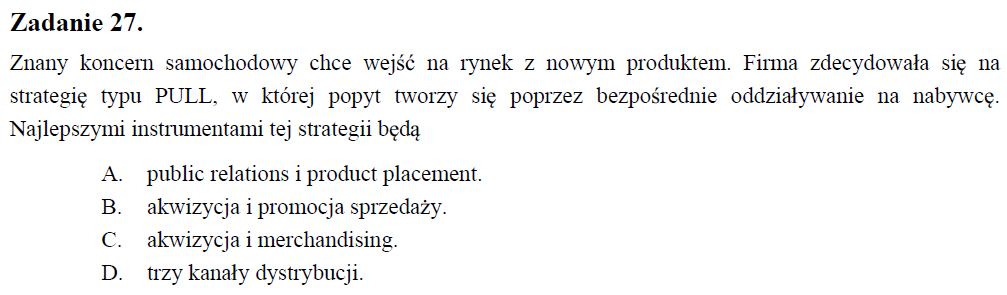 Zadanie 27.
Znany koncern samochodowy chce wejść na rynek z nowym produktem. Firma zdecydowała się na
strategię typu PULL, w której popyt tworzy się poprzez bezpośrednie oddziaływanie na nabywcę.
Najlepszymi instrumentami tej strategii będą
A. public relations i product placement.
B. akwizycja i promocja sprzedaży.
C. akwizycja i merchandising.
D. trzy kanały dystrybucji.